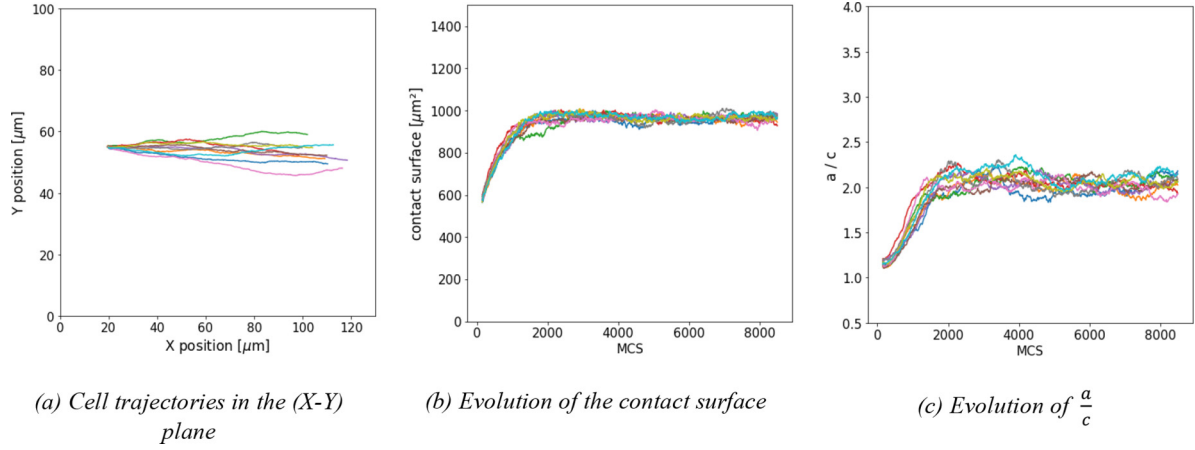 100
80
60
40
20
0
Y position [μm]
0 20 40 60 80 100 120
X position [μm]
1400
1200
1000
800
600
400
200
0
contact surface [μm²]
0 2000 4000 6000 8000
MCS
4.0
3.5
3.0
2.5
2.0
1.5
1.0
0.5
a / c
0 2000 4000 6000 8000
MCS
(a) Cell trajectories in the (X-Y)
plane
(b) Evolution of the contact surface
(c) Evolution of a/c